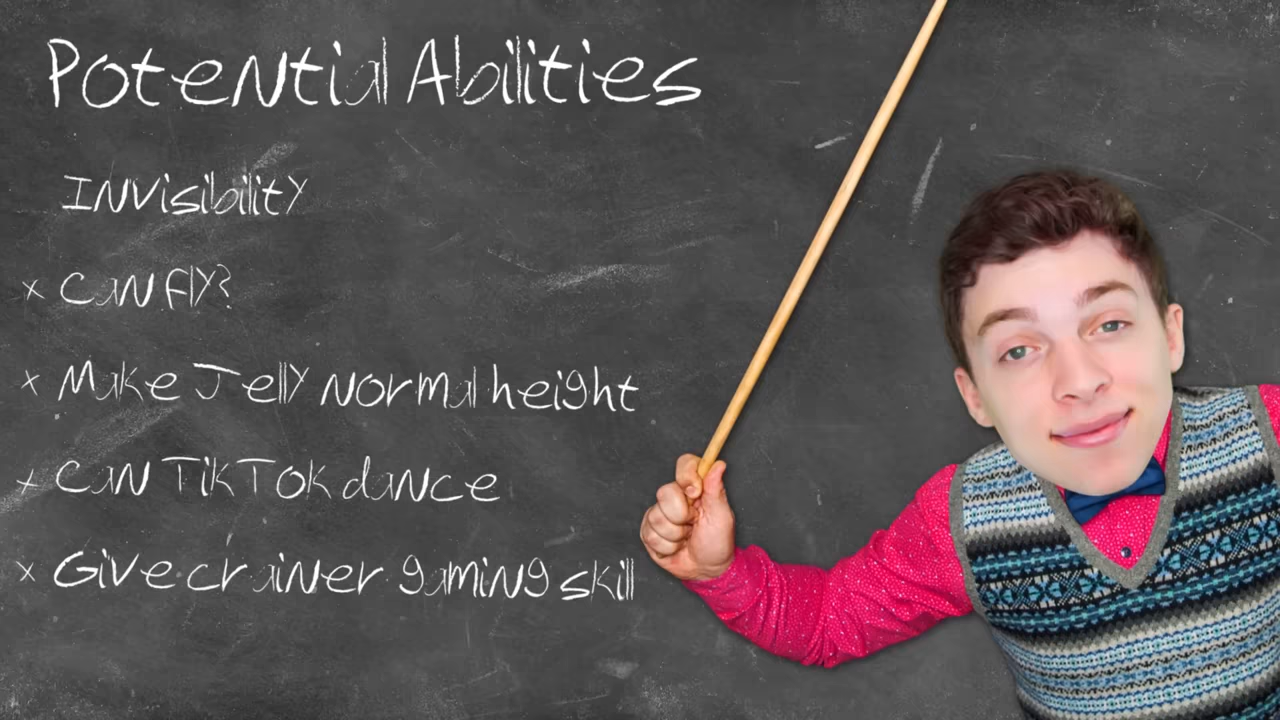 Potential Abilities
Invisibility
x Can fly?
x Make Jelly normal height
x Can TikTok dance
x Give crainer gaming skill